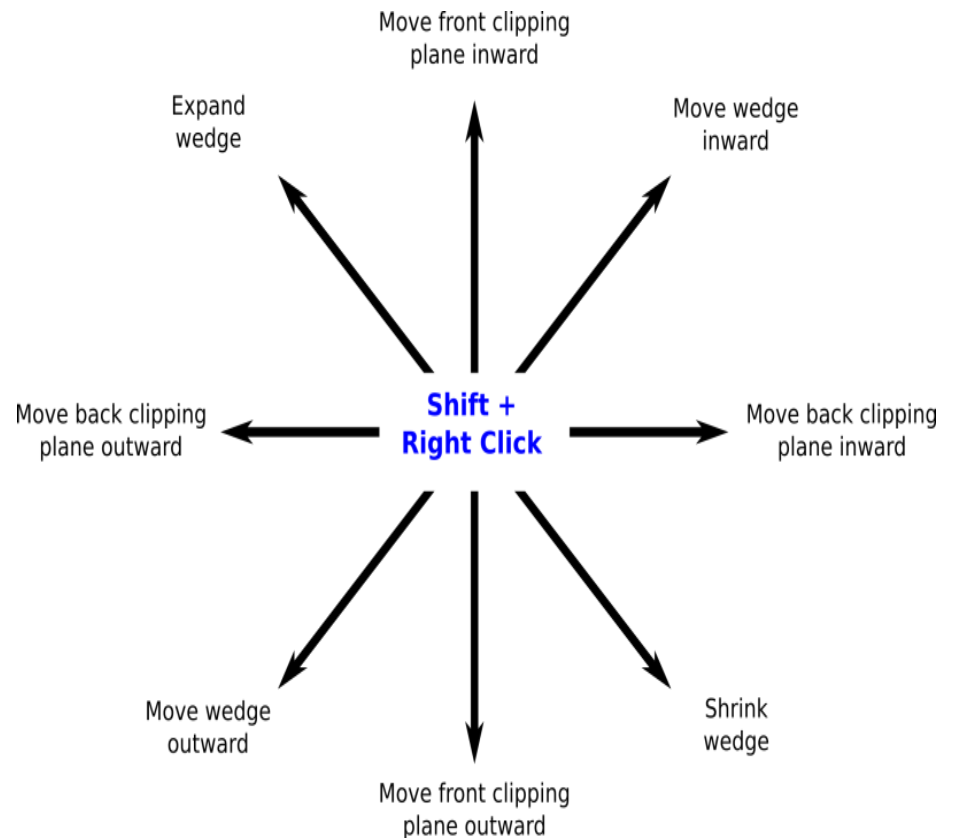 Move front clipping
plane inward
Expand
wedge
Move wedge
inward
Move back clipping
plane outward
Shift +
Right Click
Move back clipping
plane inward
Move wedge
outward
Shrink
wedge
Move front clipping
plane outward